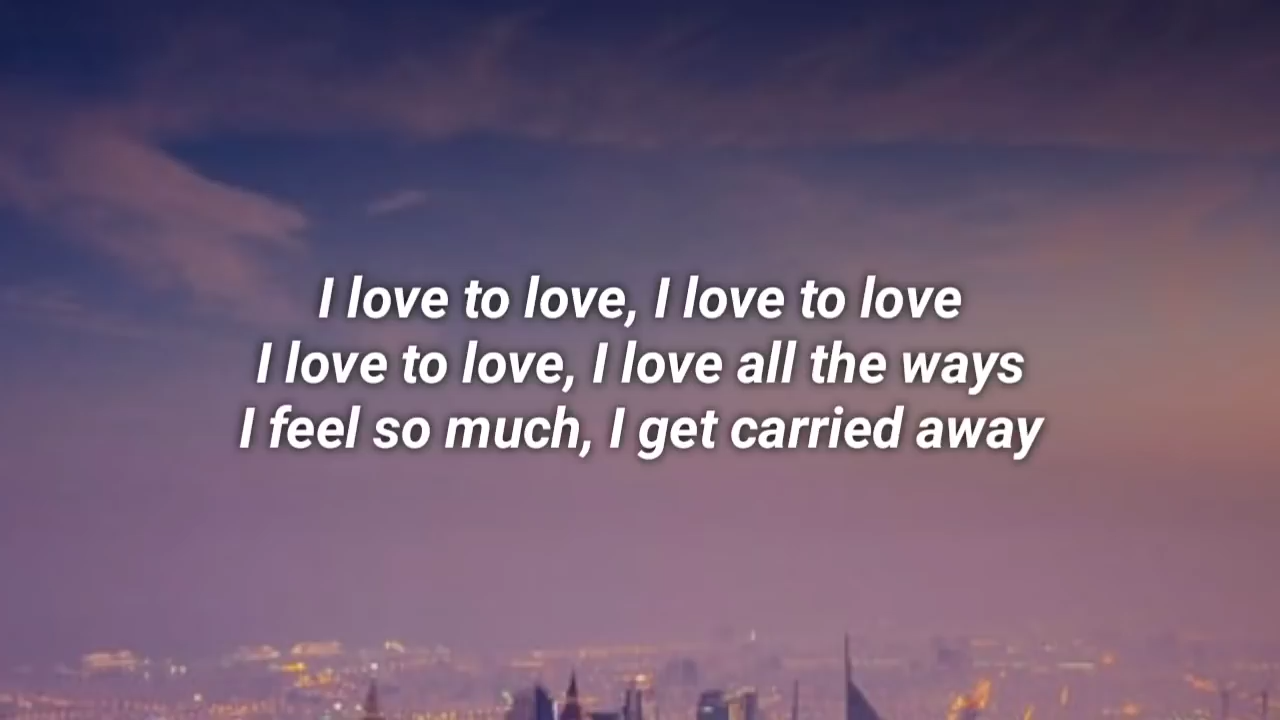 I love to love, I love to love
I love to love, I love all the ways
I feel so much, I get carried away